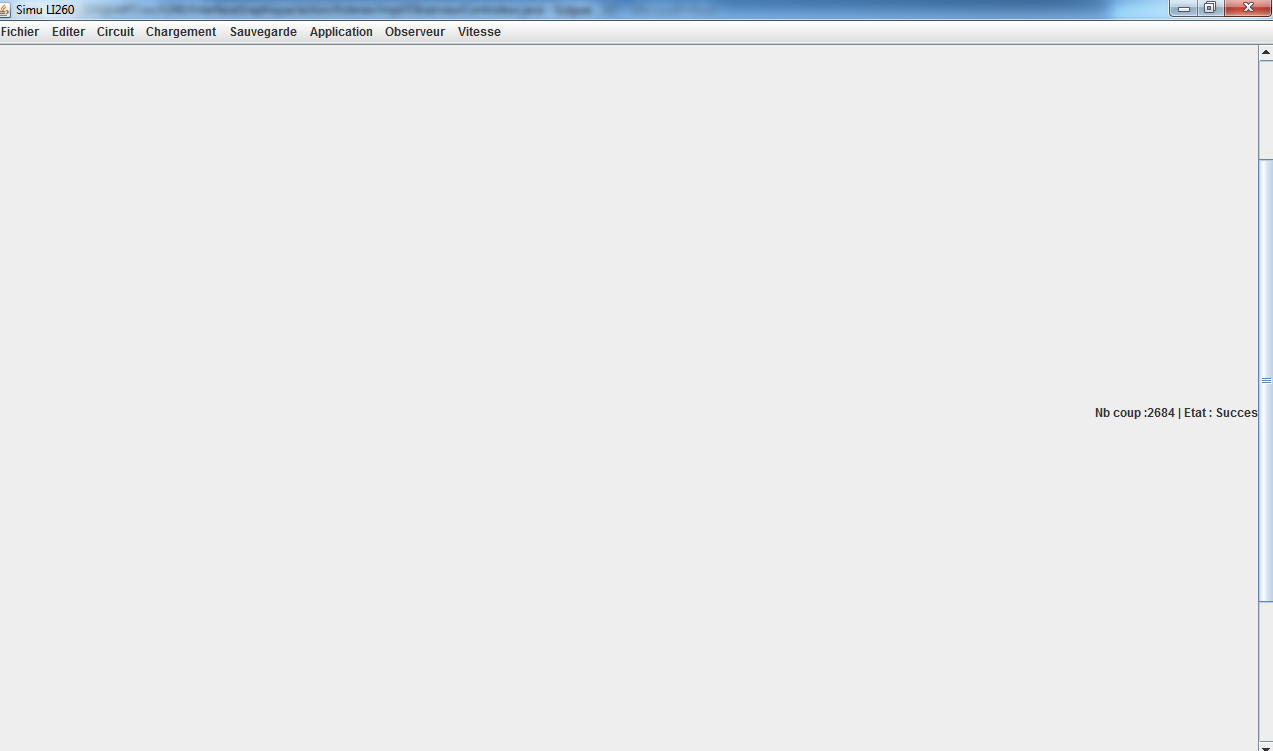 Simu LI260
Fichier Editer Circuit Chargement Sauvegarde Application Observeur Vitesse
Nb coup :2684 | Etat : Succes